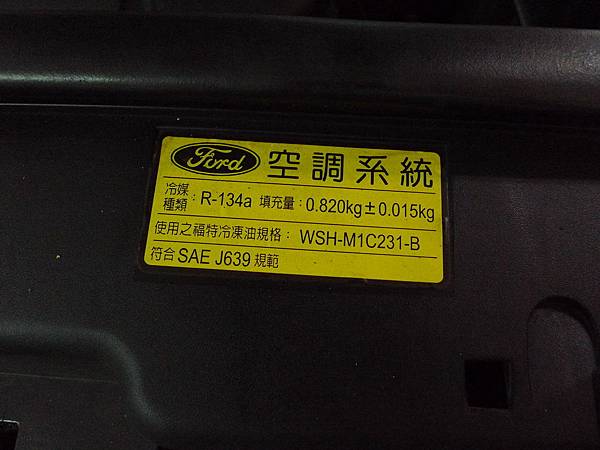 Ford 空調系統
冷媒種類：R-134a 填充量：0.820kg±0.015kg
使用之福特冷凍油規格： WSH-M1C231-B
符合 SAE J639 規範